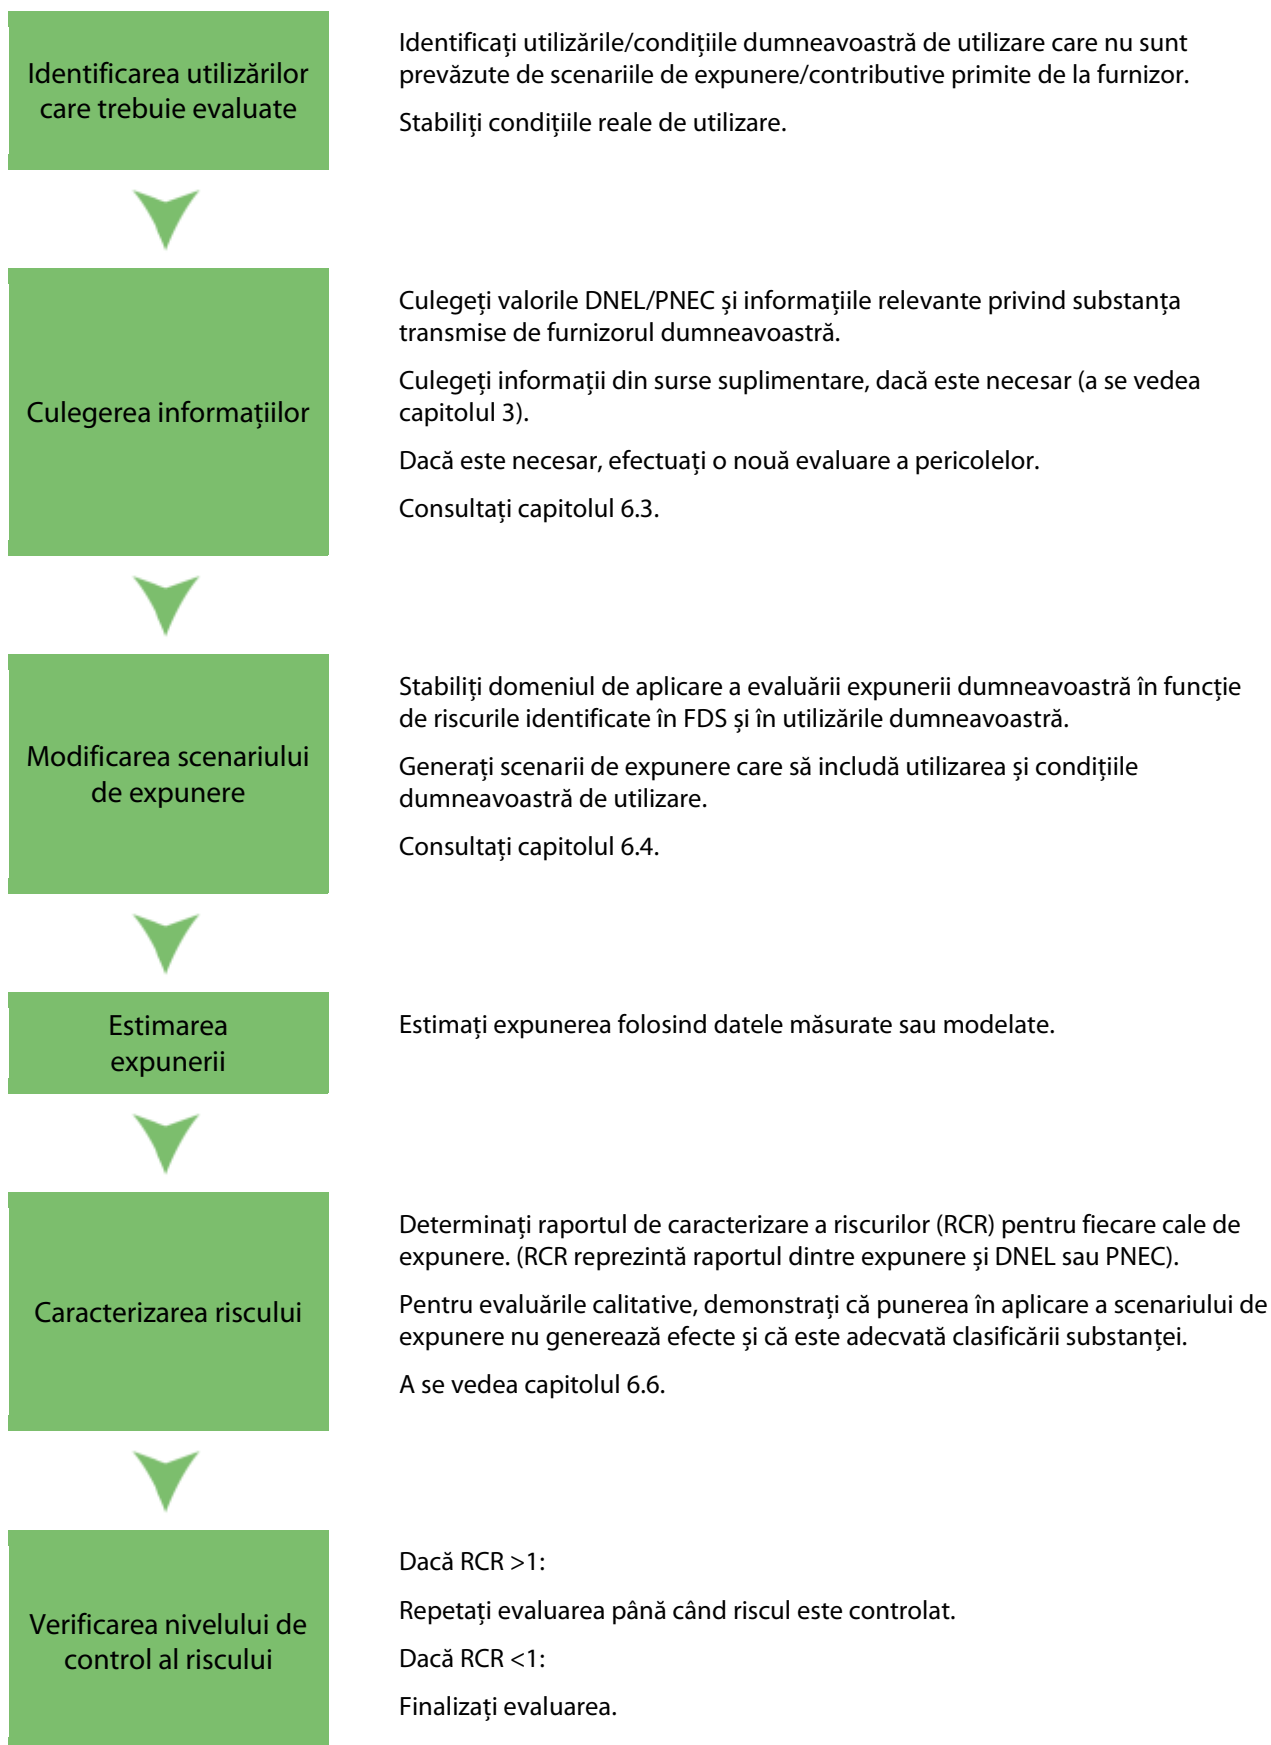 Identificarea utilizărilor
care trebuie evaluate
Identificați utilizările/condițiile dumneavoastră de utilizare care nu sunt
prevăzute de scenariile de expunere/contributive primite de la furnizor.
Stabiliți condițiile reale de utilizare.
Culegerea informațiilor
Culegeți valorile DNEL/PNEC și informațiile relevante privind substanța
transmise de furnizorul dumneavoastră.
Culegeți informații din surse suplimentare, dacă este necesar (a se vedea
capitolul 3).
Dacă este necesar, efectuați o nouă evaluare a pericolelor.
Consultați capitolul 6.3.
Modificarea scenariului
de expunere
Stabiliți domeniul de aplicare a evaluării expunerii dumneavoastră în funcție
de riscurile identificate în FDS și în utilizările dumneavoastră.
Generați scenarii de expunere care să includă utilizarea și condițiile
dumneavoastră de utilizare.
Consultați capitolul 6.4.
Estimarea
expunerii
Estimați expunerea folosind datele măsurate sau modelate.
Caracterizarea riscului
Determinați raportul de caracterizare a riscurilor (RCR) pentru fiecare cale de
expunere. (RCR reprezintă raportul dintre expunere și DNEL sau PNEC).
Pentru evaluările calitative, demonstrați că punerea în aplicare a scenariului de
expunere nu generează efecte și că este adecvată clasificării substanței.
A se vedea capitolul 6.6.
Verificarea nivelului de
control al riscului
Dacă RCR >1:
Repetați evaluarea până când riscul este controlat.
Dacă RCR <1:
Finalizați evaluarea.